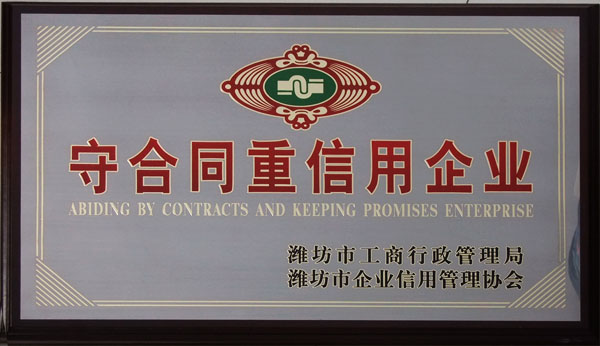 守合同重信用企业
ABIDING BY CONTRACTS AND KEEPING PROMISES ENTERPRISE
潍坊市工商行政管理局
潍坊市企业信用管理协会